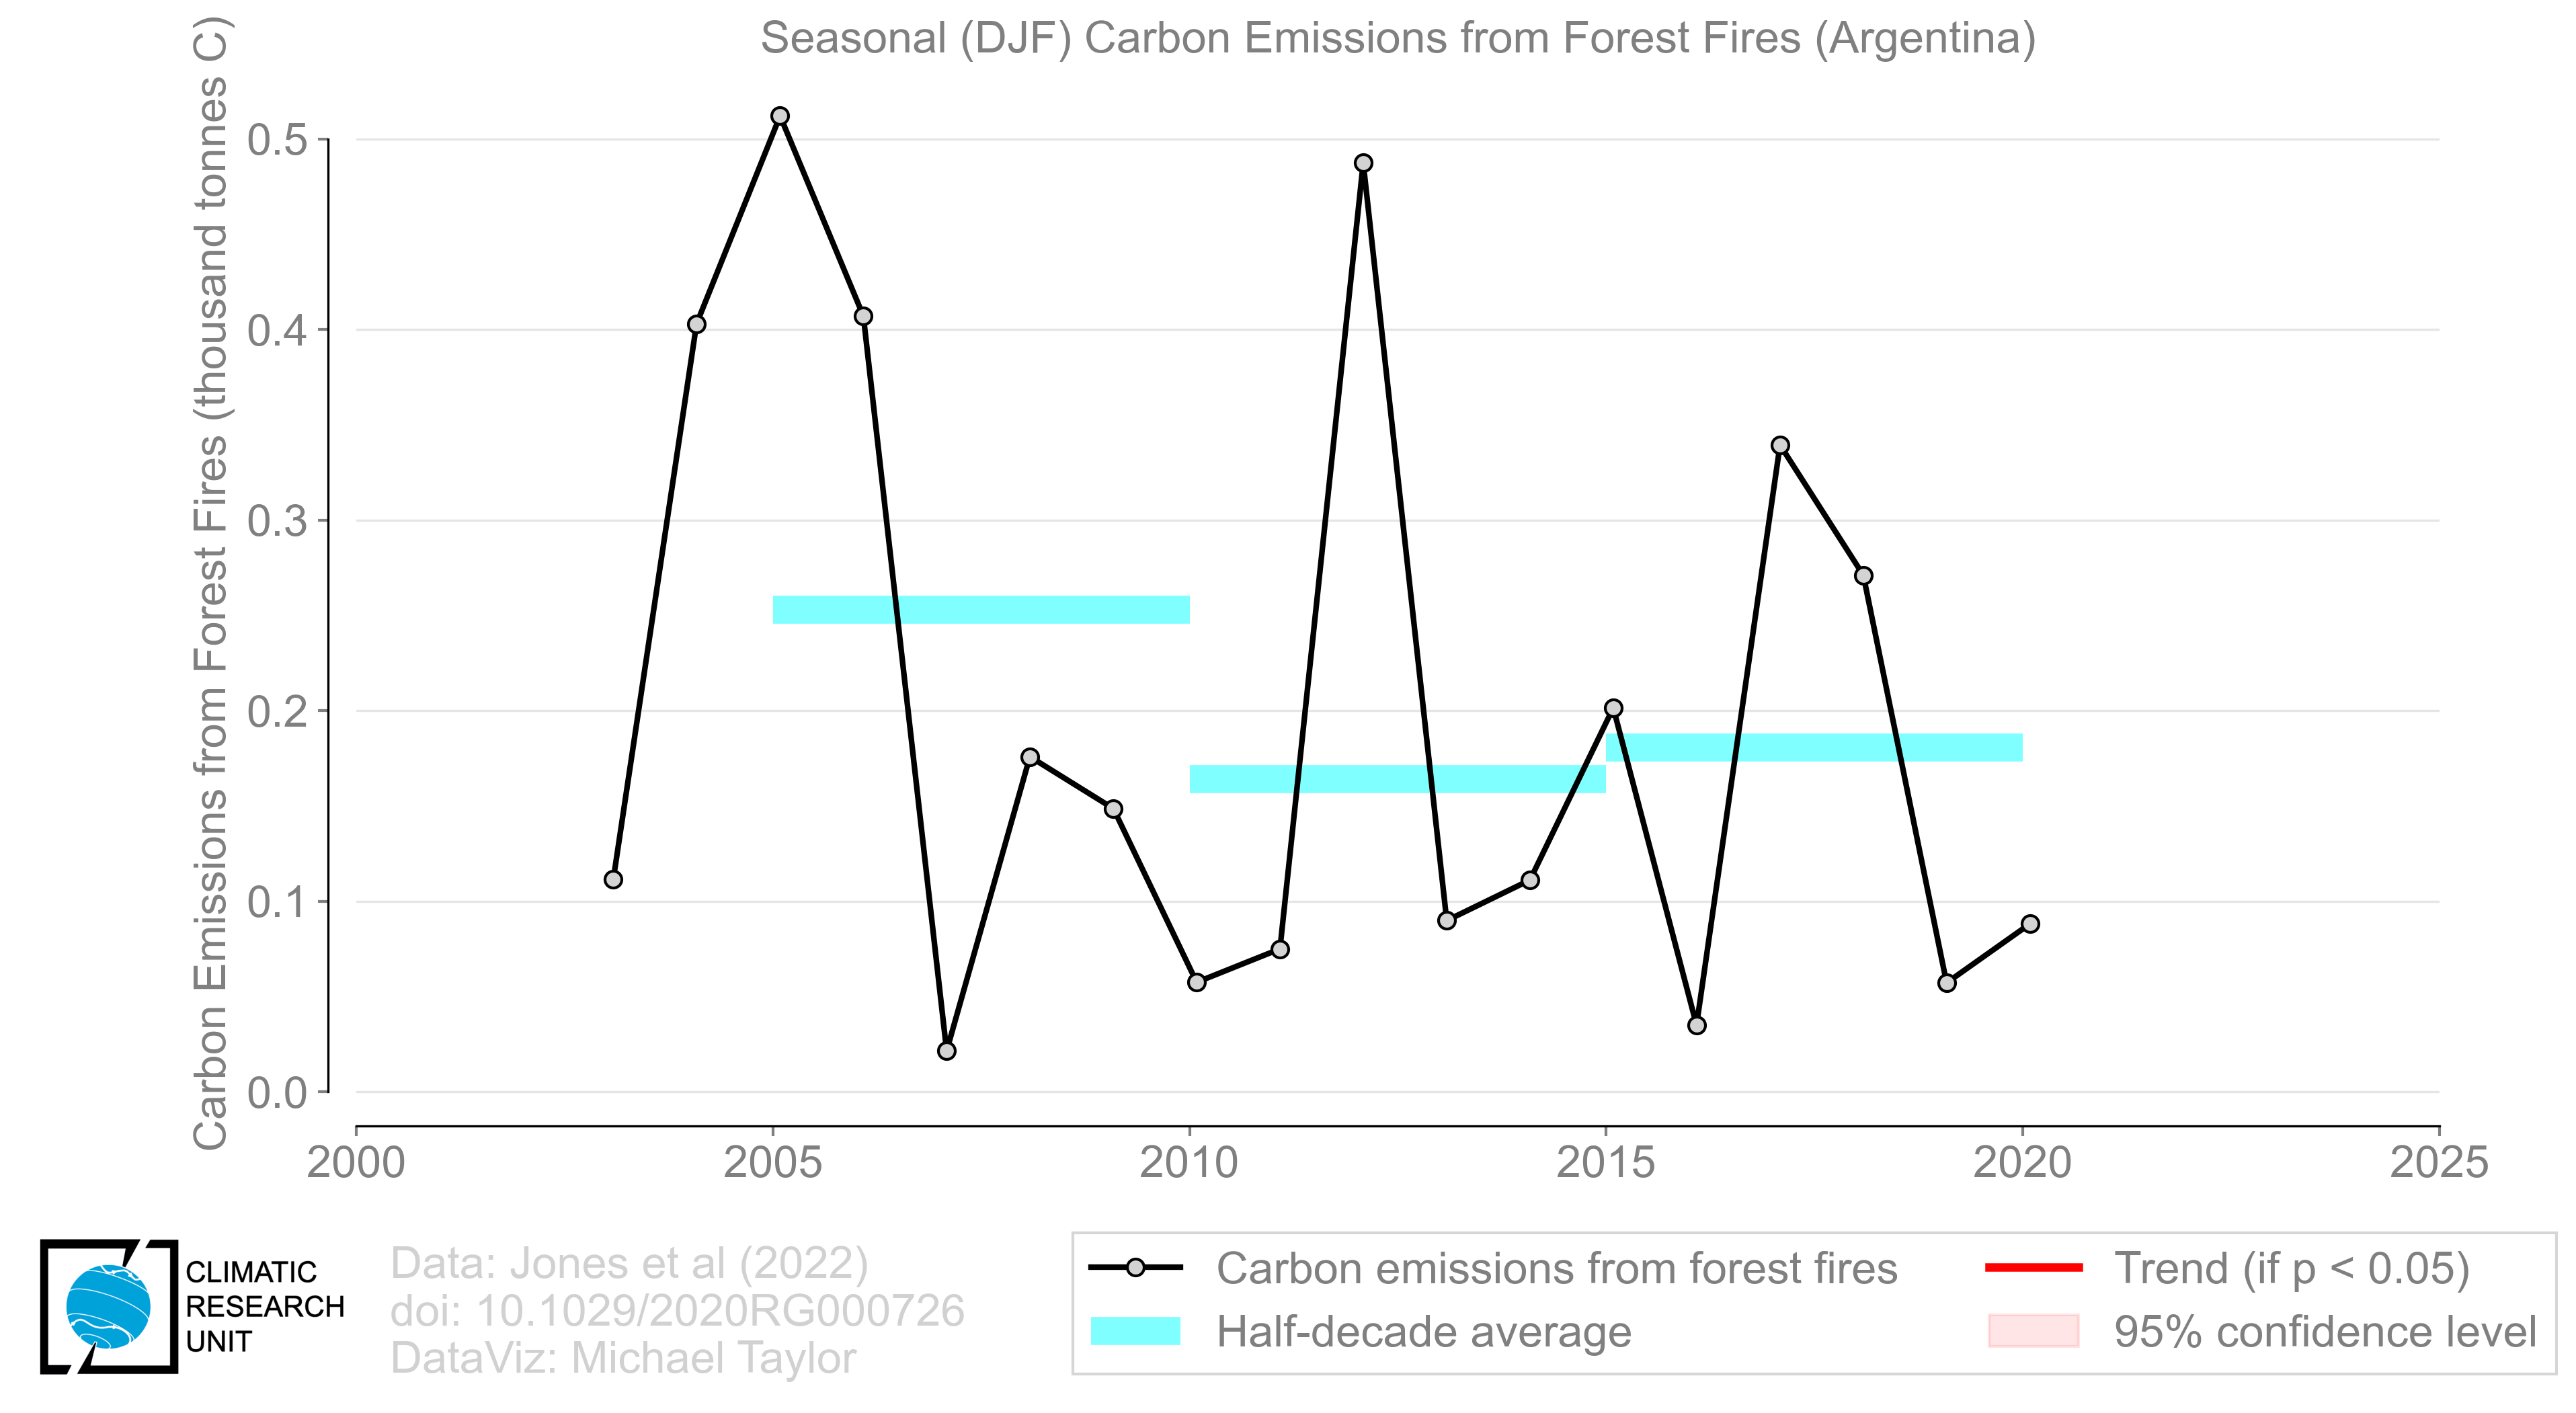 Seasonal (DJF) Carbon Emissions from Forest Fires (Argentina)
Carbon Emissions from Forest Fires (thousand tonnes C)
0.5
0.4
0.3
0.2
0.1
0.0
2000 2005 2010 2015 2020 2025
CLIMATIC
RESEARCH
UNIT
Data: Jones et al (2022)
doi: 10.1029/2020RG000726
DataViz: Michael Taylor
Carbon emissions from forest fires
Half-decade average
Trend (if p < 0.05)
95% confidence level